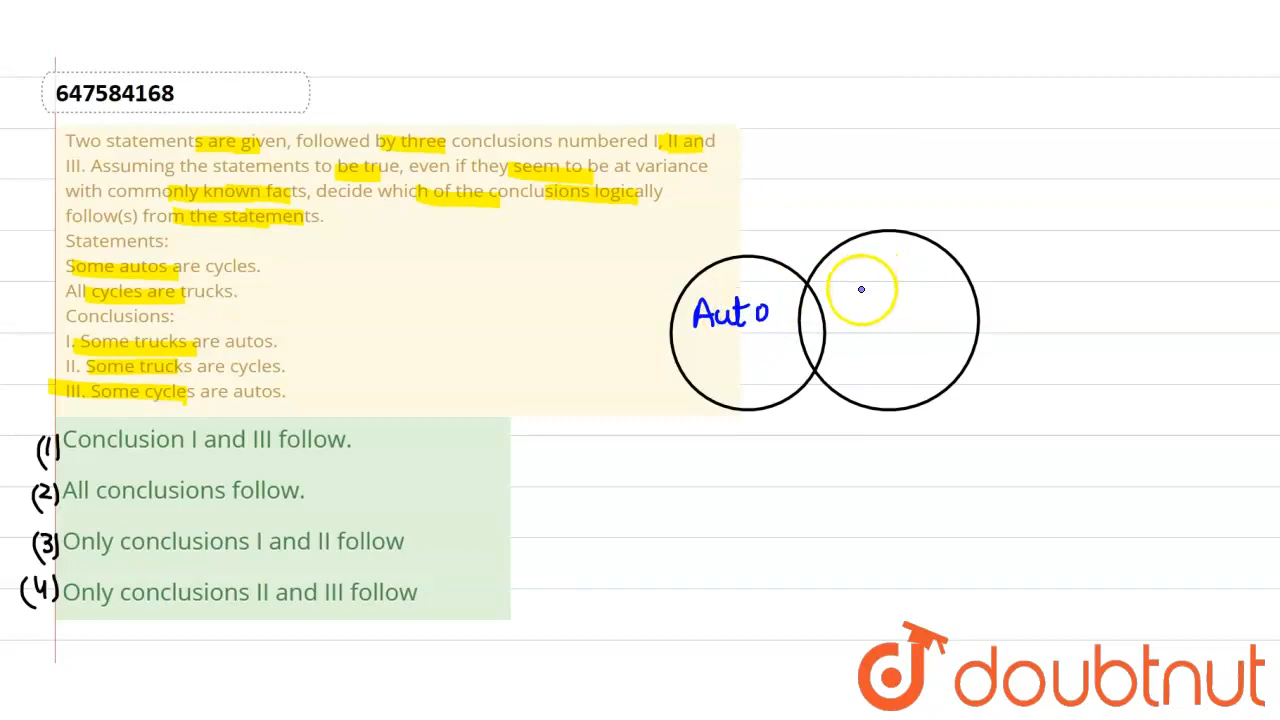 647584168
Two statements are given, followed by three conclusions numbered I, II and
III. Assuming the statements to be true, even if they seem to be at variance
with commonly known facts, decide which of the conclusions logically
follow(s) from the statements.
Statements:
Some autos are cycles.
All cycles are trucks.
Conclusions:
I. Some trucks are autos.
II. Some trucks are cycles.
III. Some cycles are autos.
Auto
(1) Conclusion I and III follow.
(2) All conclusions follow.
(3) Only conclusions I and II follow
(4) Only conclusions II and III follow
doubtnut